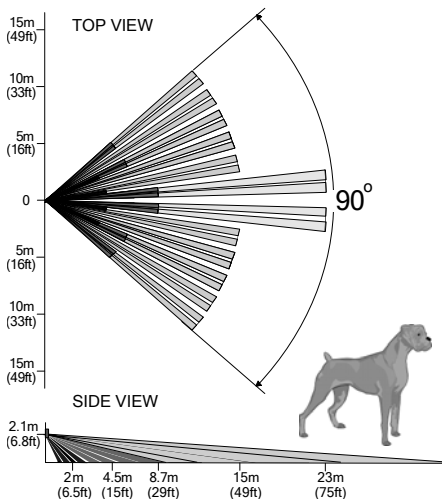 15m
(49ft)
TOP VIEW
10m
(33ft)
5m
(16ft)
0
90°
5m
(16ft)
10m
(33ft)
15m
(49ft)
SIDE VIEW
2.1m
(6.8ft)
2m
(6.5ft)
4.5m
(15ft)
8.7m
(29ft)
15m
(49ft)
23m
(75ft)